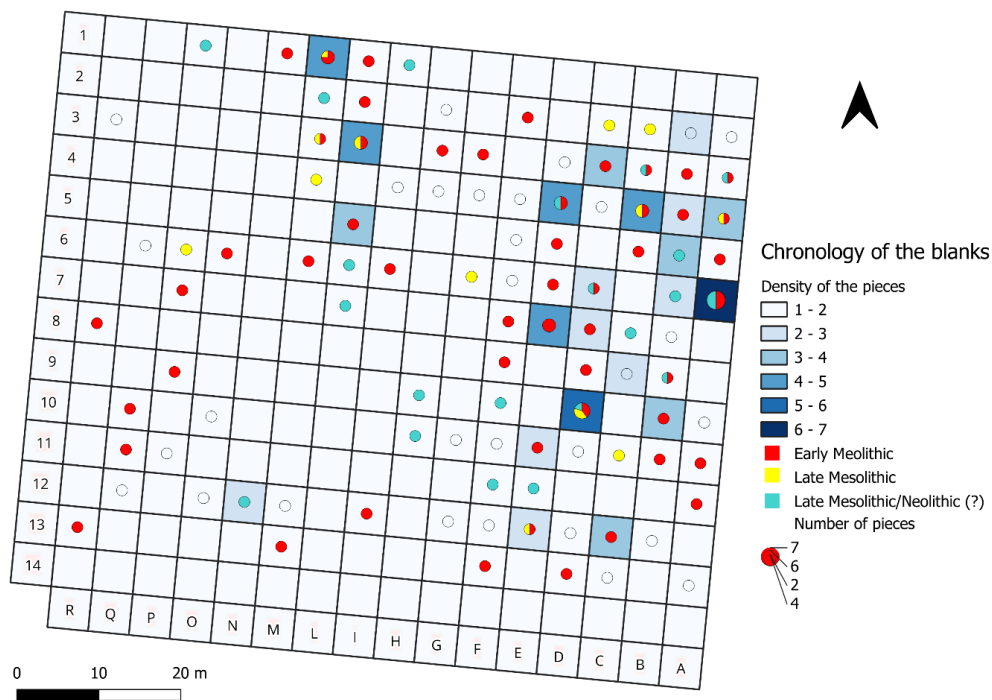 1
2
3
4
5
6
7
8
9
10
11
12
13
14
R Q P O N M L I H G F E D C B A
0 10 20 m
Chronology of the blanks
Density of the pieces
1 - 2
2 - 3
3 - 4
4 - 5
5 - 6
6 - 7
Early Meolithic
Late Mesolithic
Late Mesolithic/Neolithic (?)
Number of pieces
7
6
2
4